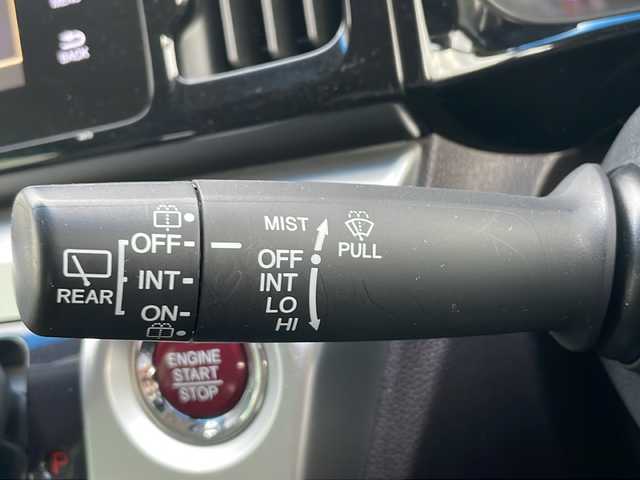 BACK
OFF
INT
ON
REAR
MIST
OFF
INT
LO
HI
PULL
ENGINE
START
STOP
P